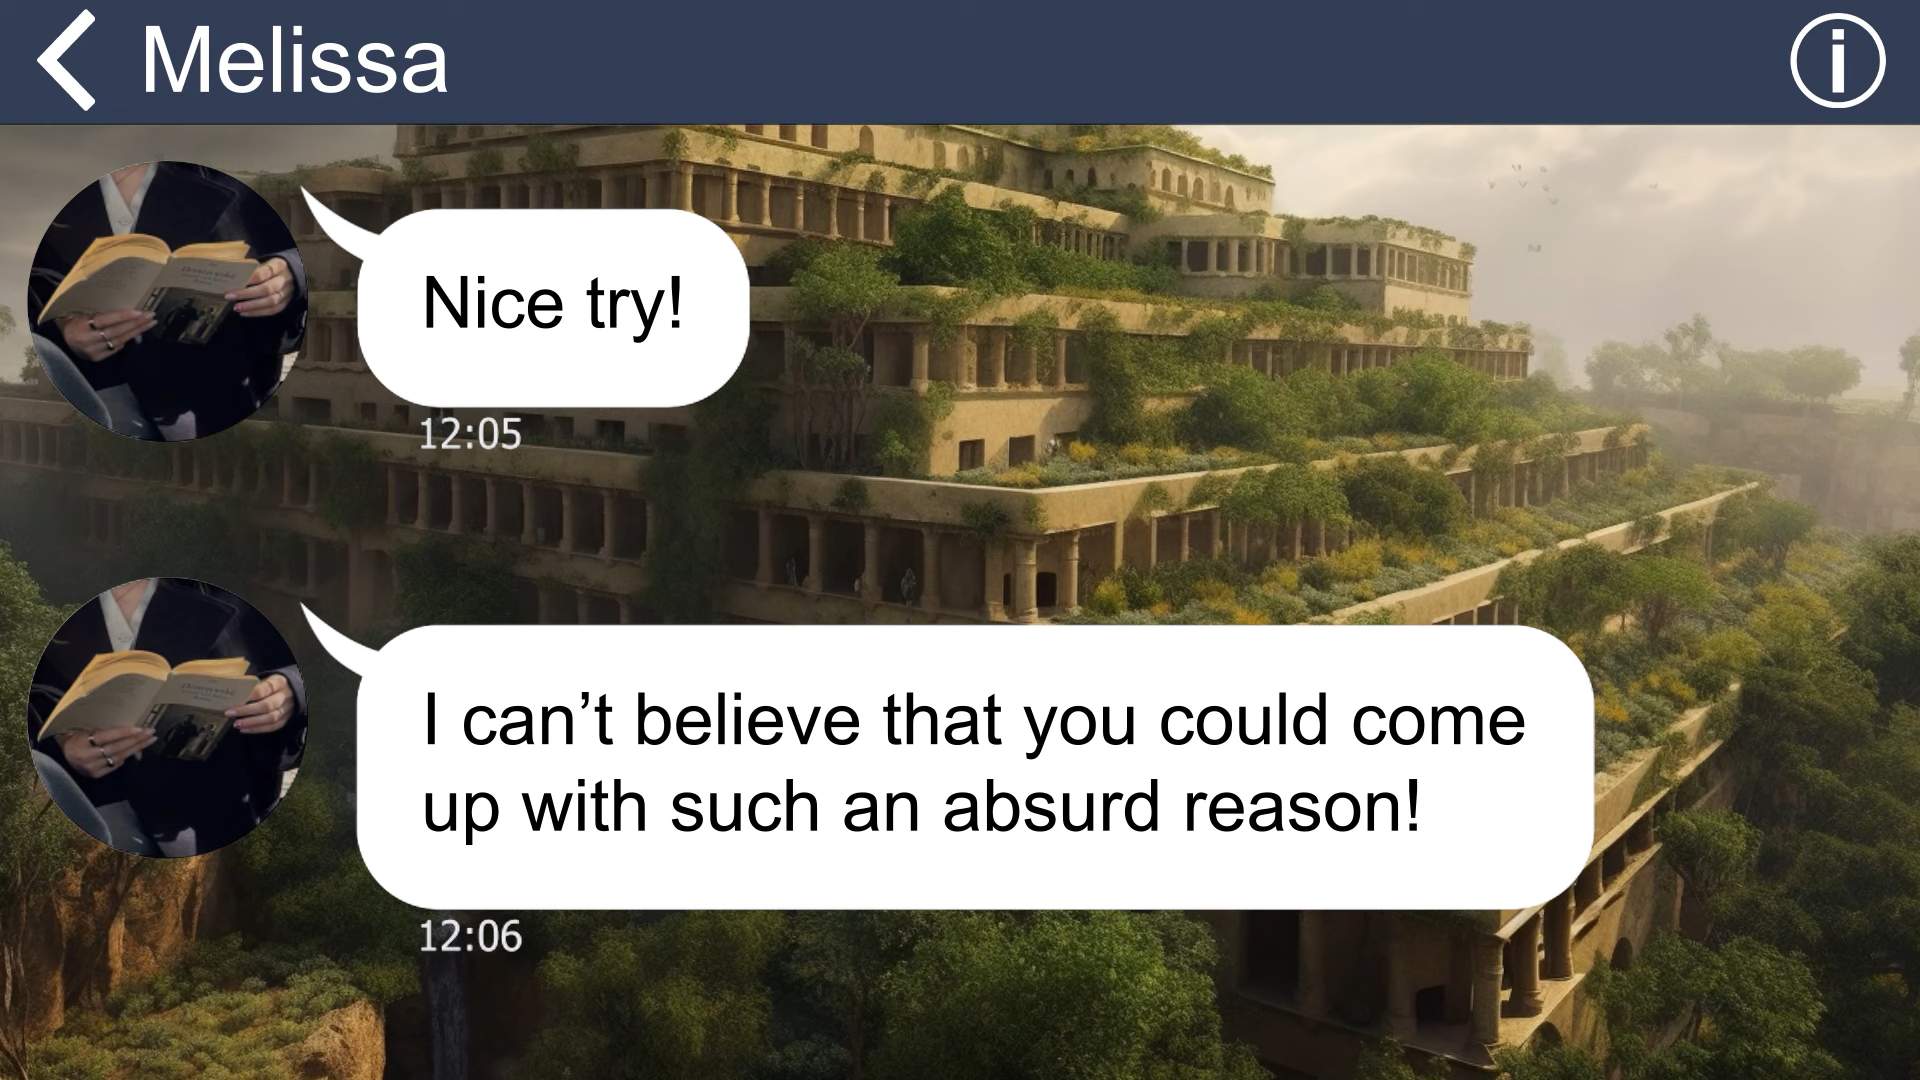 Melissa
Nice try!
12:05
I can’t believe that you could come
up with such an absurd reason!
12:06